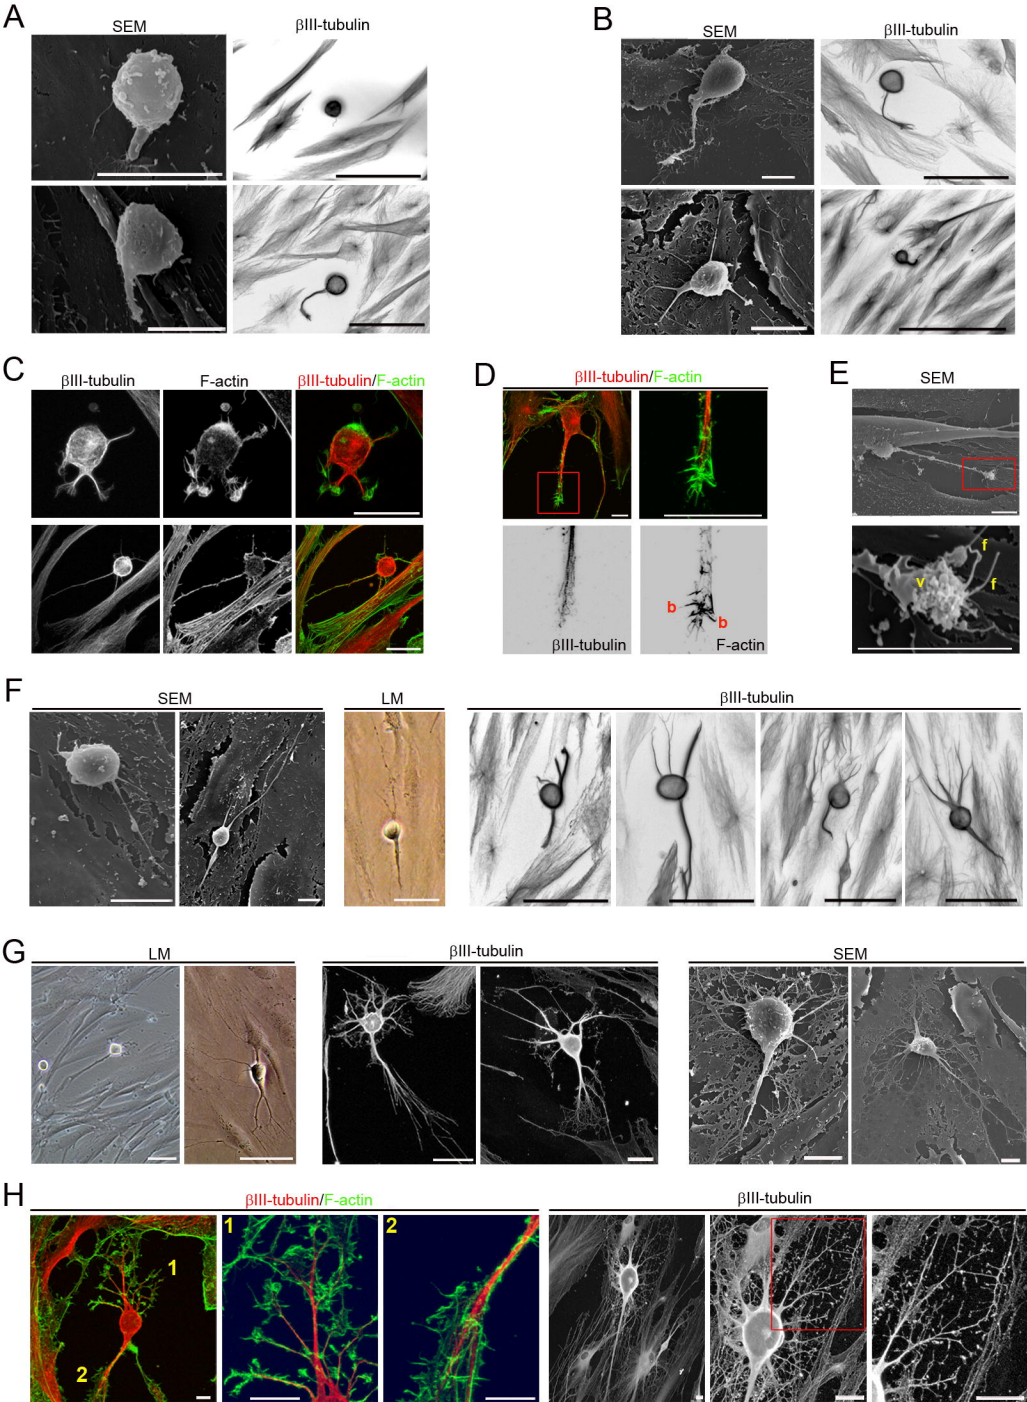 A
SEM
βIII-tubulin
B
SEM
βIII-tubulin
C
βIII-tubulin
F-actin
βIII-tubulin/F-actin
D
βIII-tubulin/F-actin
b
b
βIII-tubulin
F-actin
E
SEM
f
v
f
F
SEM
LM
βIII-tubulin
G
LM
βIII-tubulin
SEM
H
βIII-tubulin/F-actin
βIII-tubulin
1
2
1
2